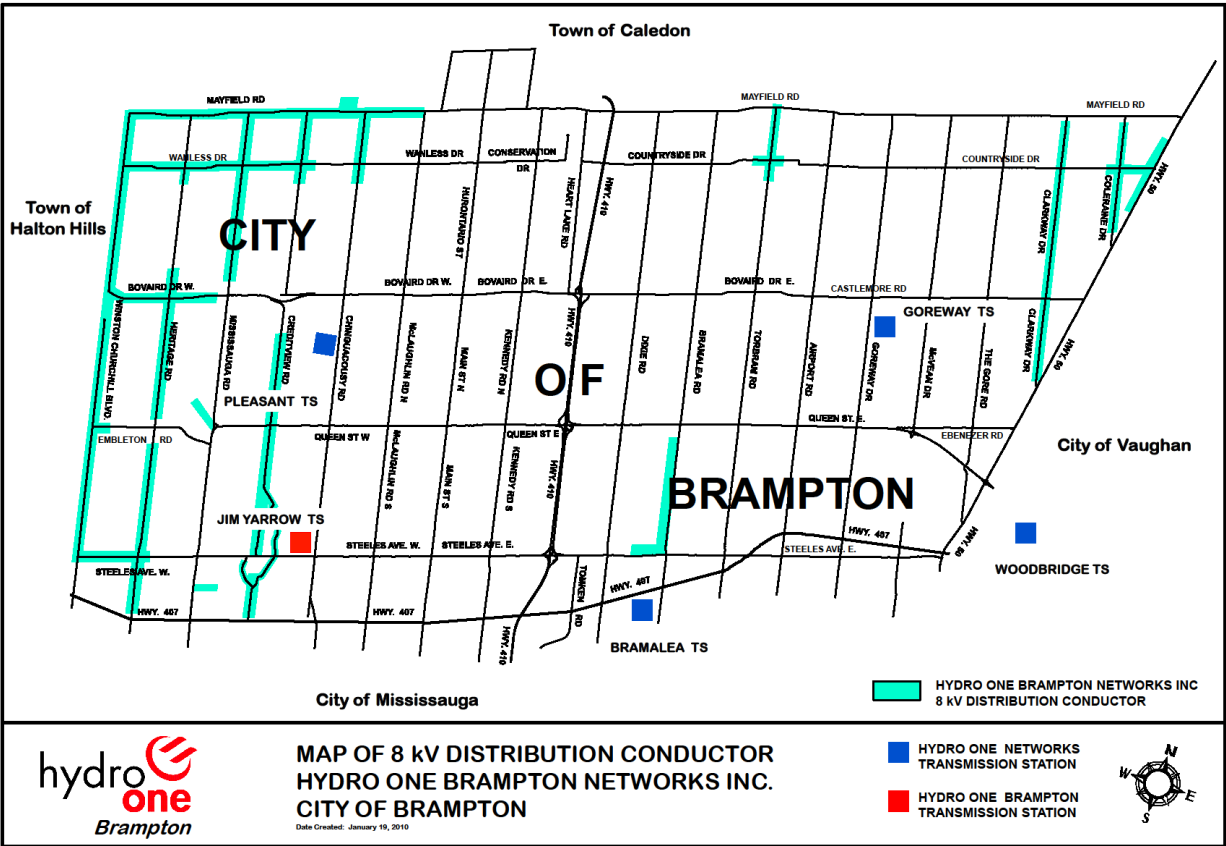 Town of Caledon
MAYFIELD RD
MAYFIELD RD
MAYFIELD RD
WANLESS DR
WANLESS DR
CONSERVATION
DR
COUNTRYSIDE DR
COUNTRYSIDE DR
Town of
Halton Hills
CITY
HURONTARIO ST
HEART LAKE RD
HWY. 410
CLARKWAY DR
COLERAINE DR
HWY. 50
BOVAIRD DR W.
BOVAIRD DR W.
BOVAIRD DR E.
BOVAIRD DR E.
CASTLEMORE RD
GOREWAY TS
WINSTON CHURCHILL BLVD.
HERITAGE RD
MISSISSAUGA RD
CREDITVIEW RD
CHINGUACOUSY RD
McLAUGHLIN RD N
MAIN ST N
KENNEDY RD N
HWY. 410
DIXIE RD
BRAMALEA RD
TORBRAM RD
AIRPORT RD
GOREWAY DR
McVEAN DR
THE GORE RD
CLARKWAY DR
HWY. 50
OF
PLEASANT TS
EMBLETON RD
QUEEN ST W
QUEEN ST E
QUEEN ST. E.
EBENEZER RD
City of Vaughan
McLAUGHLIN RD S
MAIN ST S
KENNEDY RD S
HWY. 410
BRAMPTON
JIM YARROW TS
STEELES AVE. W.
STEELES AVE. E.
HWY. 407
STEELES AVE. E.
HWY. 50
WOODBRIDGE TS
STEELES AVE. W.
HWY. 407
HWY. 407
HWY. 407
TOMKEN RD
HWY. 410
BRAMALEA TS
City of Mississauga
HYDRO ONE BRAMPTON NETWORKS INC
8 kV DISTRIBUTION CONDUCTOR
hydro
one
Brampton
MAP OF 8 kV DISTRIBUTION CONDUCTOR
HYDRO ONE BRAMPTON NETWORKS INC.
CITY OF BRAMPTON
Date Created: January 19, 2010
HYDRO ONE NETWORKS
TRANSMISSION STATION
HYDRO ONE BRAMPTON
TRANSMISSION STATION
N
W
E
S